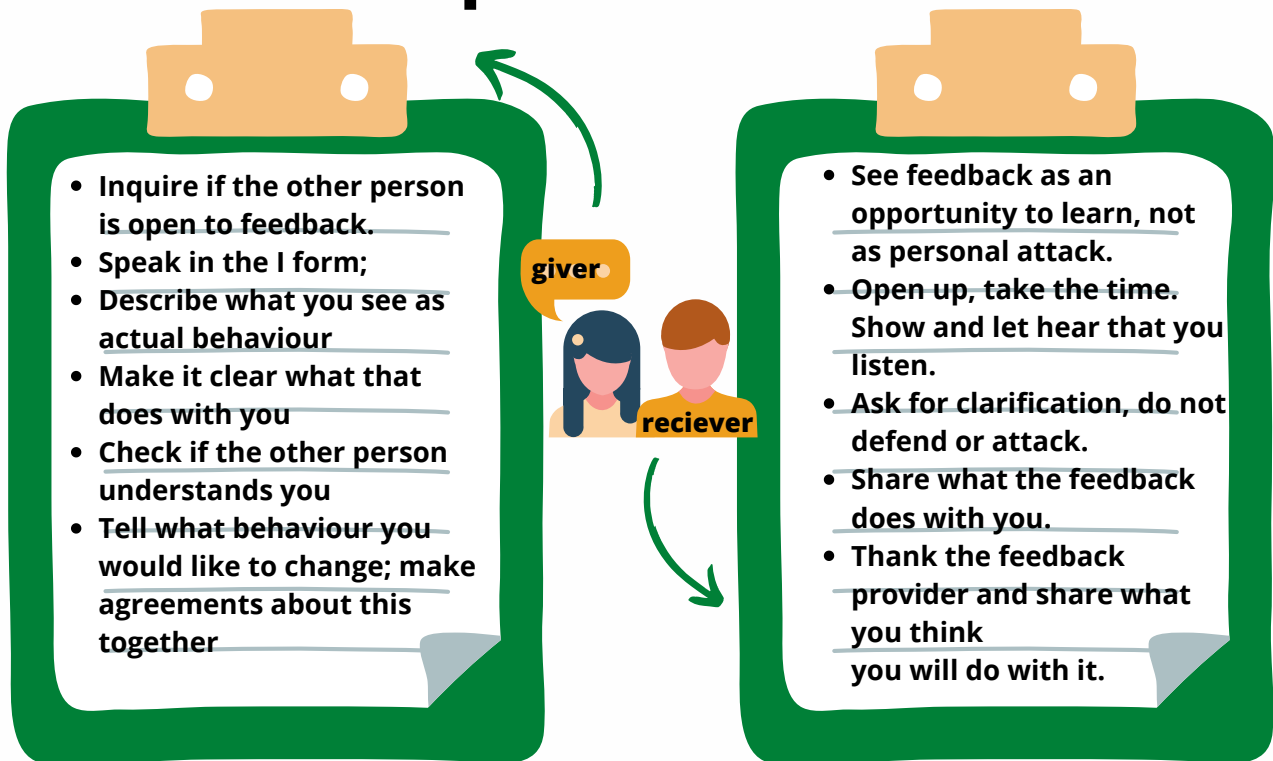 • Inquire if the other person
is open to feedback.
• Speak in the I form;
• Describe what you see as
actual behaviour
• Make it clear what that
does with you
• Check if the other person
understands you
• Tell what behaviour you
would like to change; make
agreements about this
together
giver
reciever
• See feedback as an
opportunity to learn, not
as personal attack.
• Open up, take the time.
Show and let hear that you
listen.
• Ask for clarification, do not
defend or attack.
• Share what the feedback
does with you.
• Thank the feedback
provider and share what
you think
you will do with it.